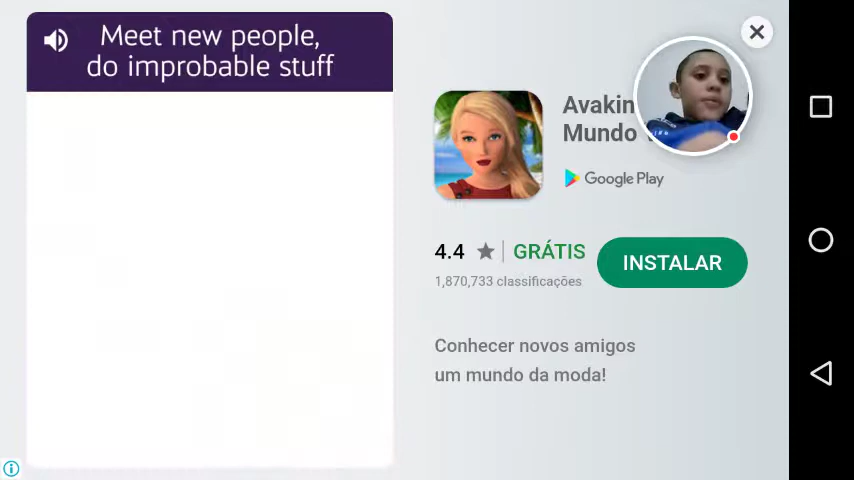 Meet new people,
do improbable stuff
Avakin
Mundo
Google Play
4.4
GRÁTIS
INSTALAR
1,870,733 classificações
Conhecer novos amigos
um mundo da moda!